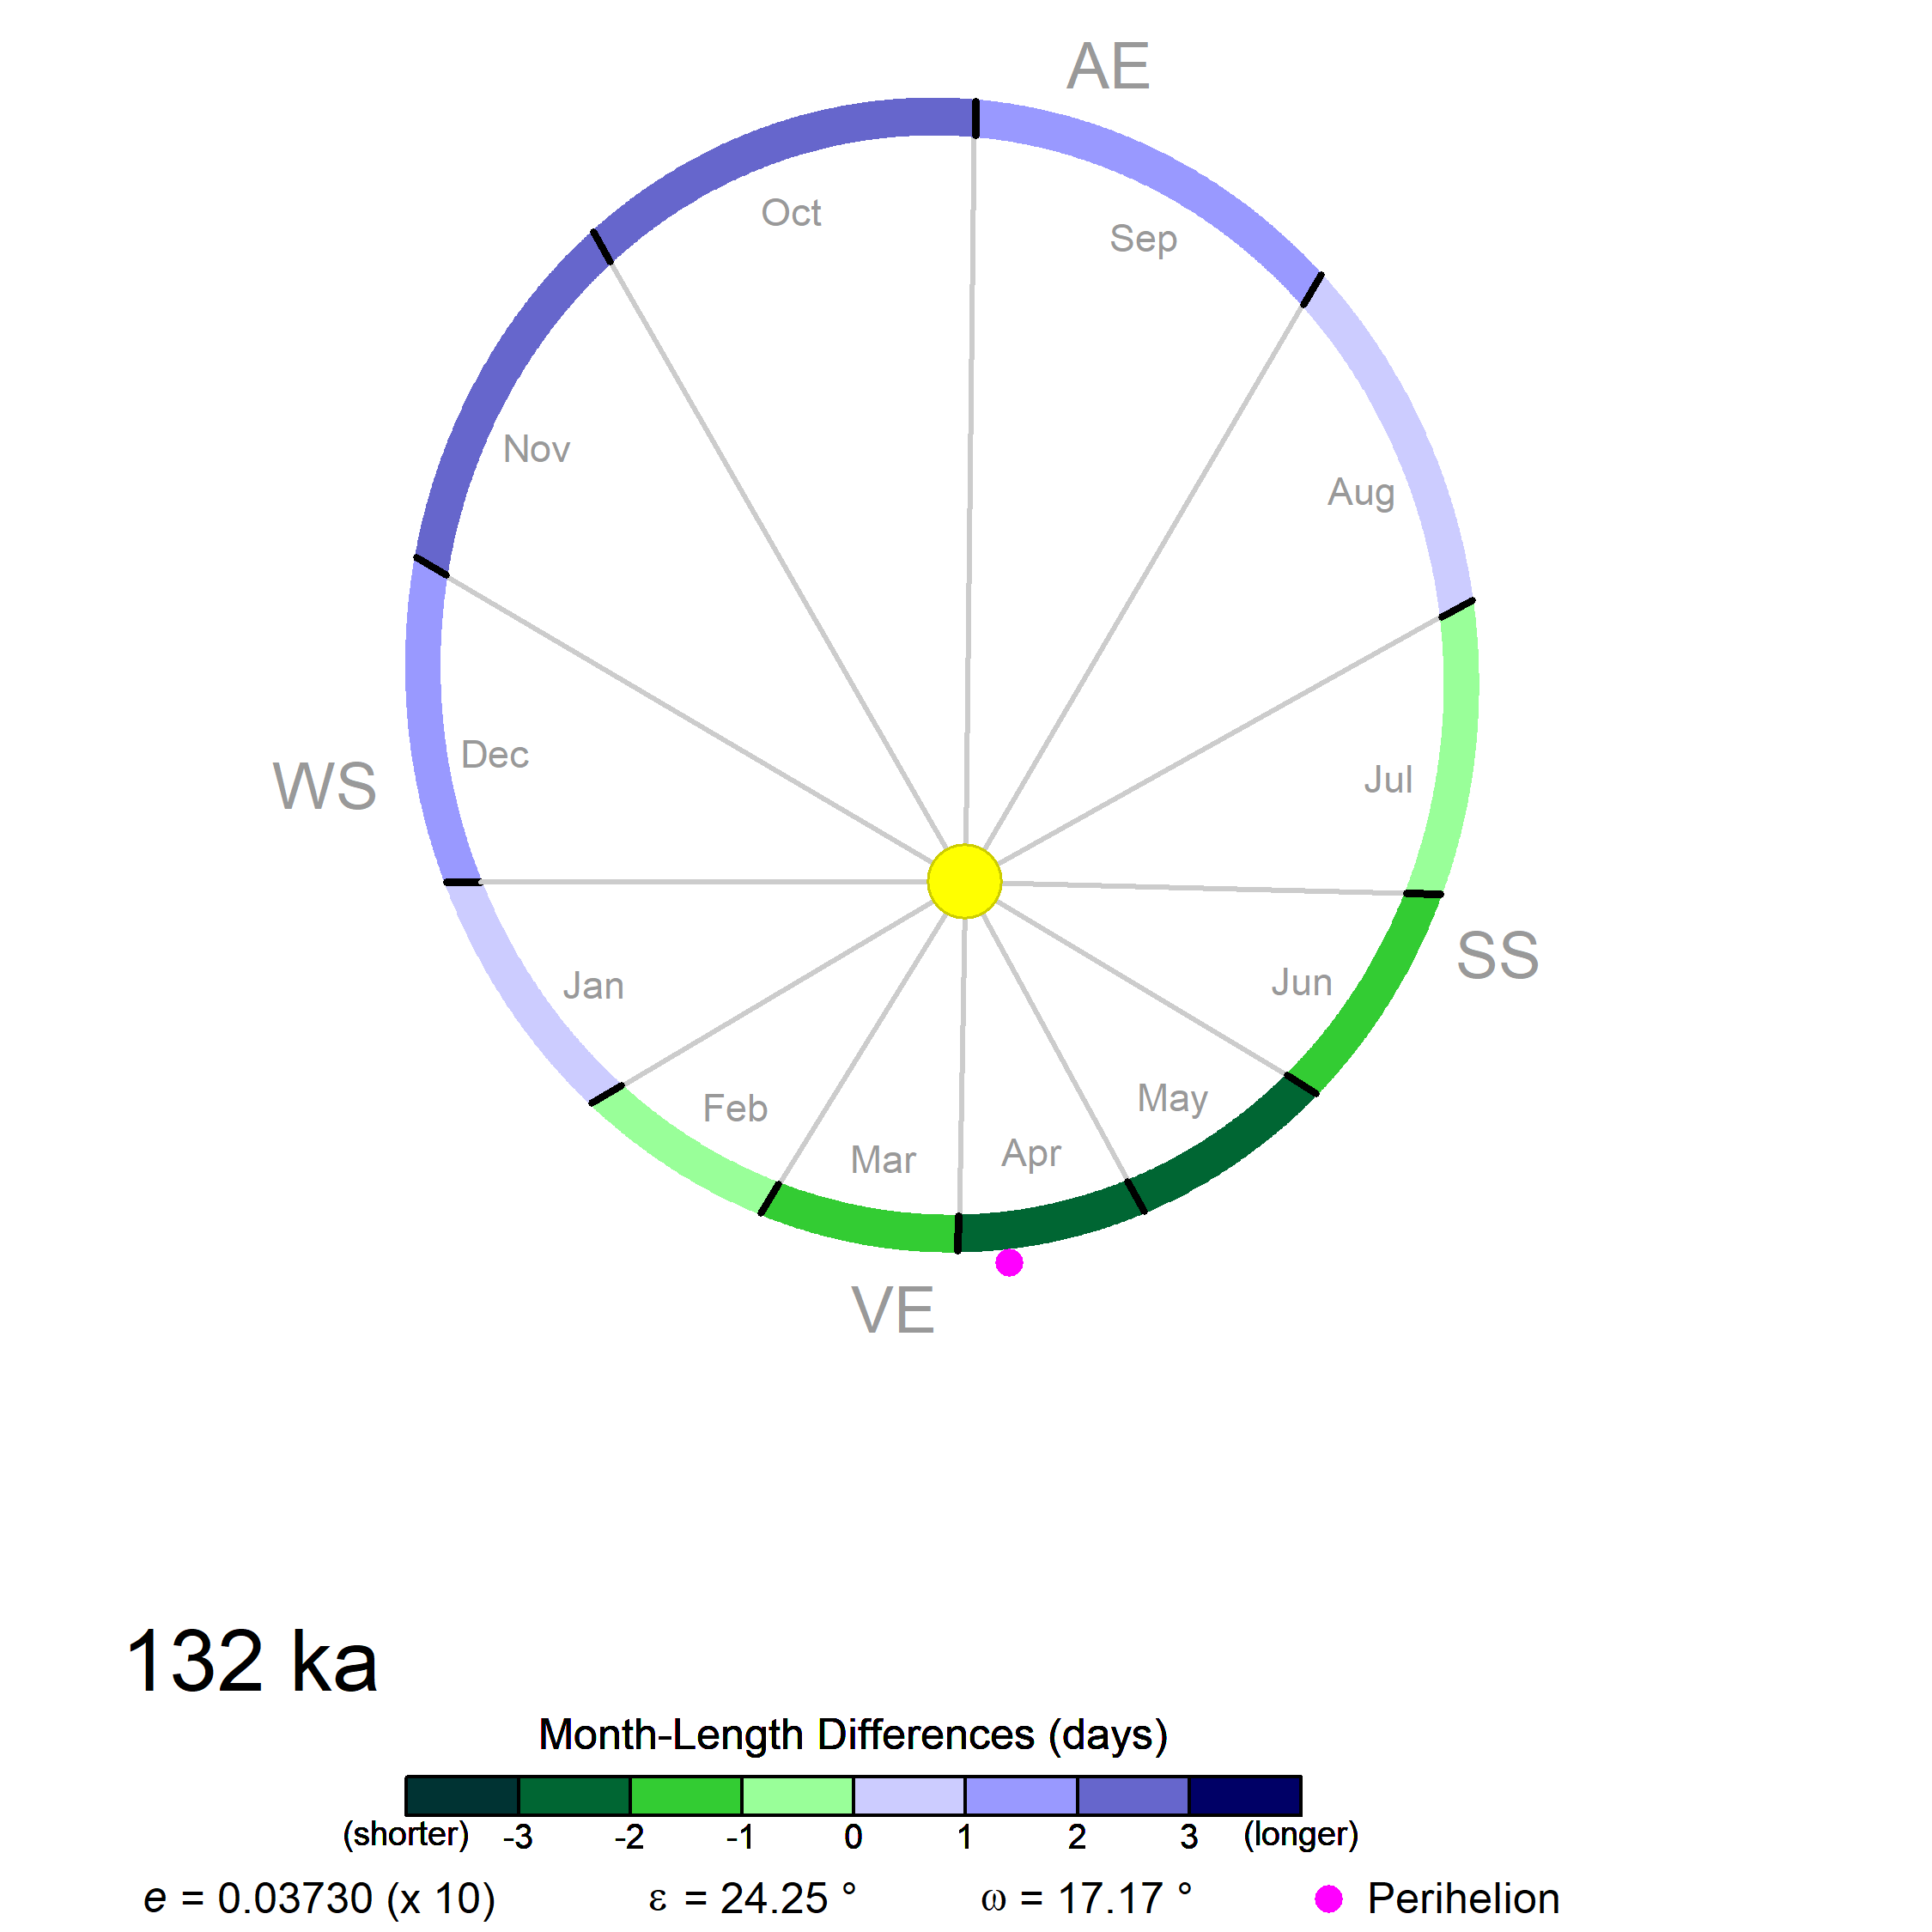 AE
Oct
Sep
Nov
Aug
Dec
WS
Jul
SS
Jan
Jun
Feb
May
Mar
Apr
VE
132 ka
Month-Length Differences (days)
(shorter) -3 -2 -1 0 1 2 3 (longer)
e = 0.03730 (x 10) ε = 24.25 ° ω = 17.17 ° Perihelion